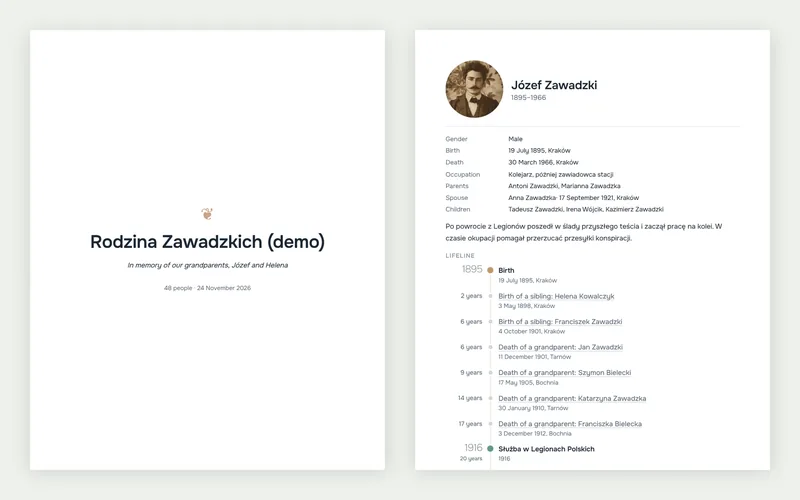 Rodzina Zawadzkich (demo)
In memory of our grandparents, Józef and Helena
48 people · 24 November 2026
Józef Zawadzki
1895–1966
Gender Male
Birth 19 July 1895, Kraków
Death 30 March 1966, Kraków
Occupation Kolejarz, później zawiadowca stacji
Parents Antoni Zawadzki, Marianna Zawadzka
Spouse Anna Zawadzka· 17 September 1921, Kraków
Children Tadeusz Zawadzki, Irena Wójcik, Kazimierz Zawadzki
Po powrocie z Legionów poszedł w ślady przyszłego teścia i zaczął pracę na kolei. W
czasie okupacji pomagał przerzucać przesyłki konspiracji.
LIFELINE
1895 Birth
19 July 1895, Kraków
2 years Birth of a sibling: Helena Kowalczyk
3 May 1898, Kraków
6 years Birth of a sibling: Franciszek Zawadzki
4 October 1901, Kraków
6 years Death of a grandparent: Jan Zawadzki
11 December 1901, Tarnów
9 years Death of a grandparent: Szymon Bielecki
17 May 1905, Bochnia
14 years Death of a grandparent: Katarzyna Zawadzka
30 January 1910, Tarnów
17 years Death of a grandparent: Franciszka Bielecka
3 December 1912, Bochnia
1916 Służba w Legionach Polskich
20 years 1916